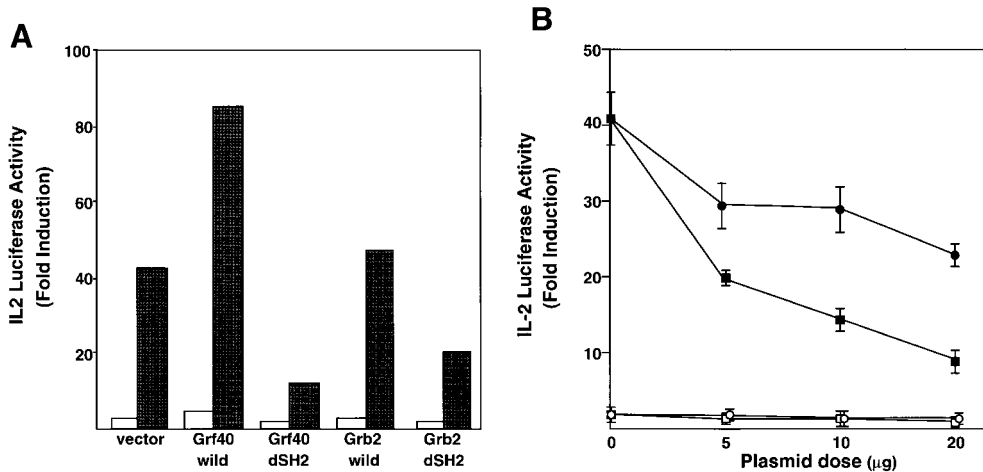 A
IL2 Luciferase Activity
(Fold Induction)
100
80
60
40
20
vector
Grf40
wild
Grf40
dSH2
Grb2
wild
Grb2
dSH2
B
IL-2 Luciferase Activity
(Fold Induction)
50
40
30
20
10
0
5
10
20
Plasmid dose (µg)